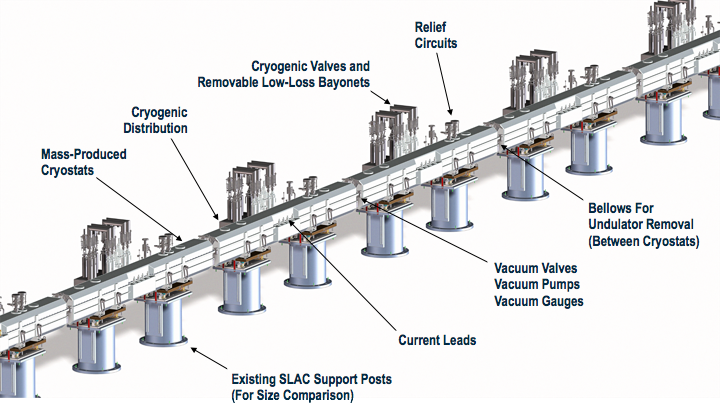 Relief
Circuits
Cryogenic Valves and
Removable Low-Loss Bayonets
Cryogenic
Distribution
Mass-Produced
Cryostats
Bellows For
Undulator Removal
(Between Cryostats)
Vacuum Valves
Vacuum Pumps
Vacuum Gauges
Current Leads
Existing SLAC Support Posts
(For Size Comparison)